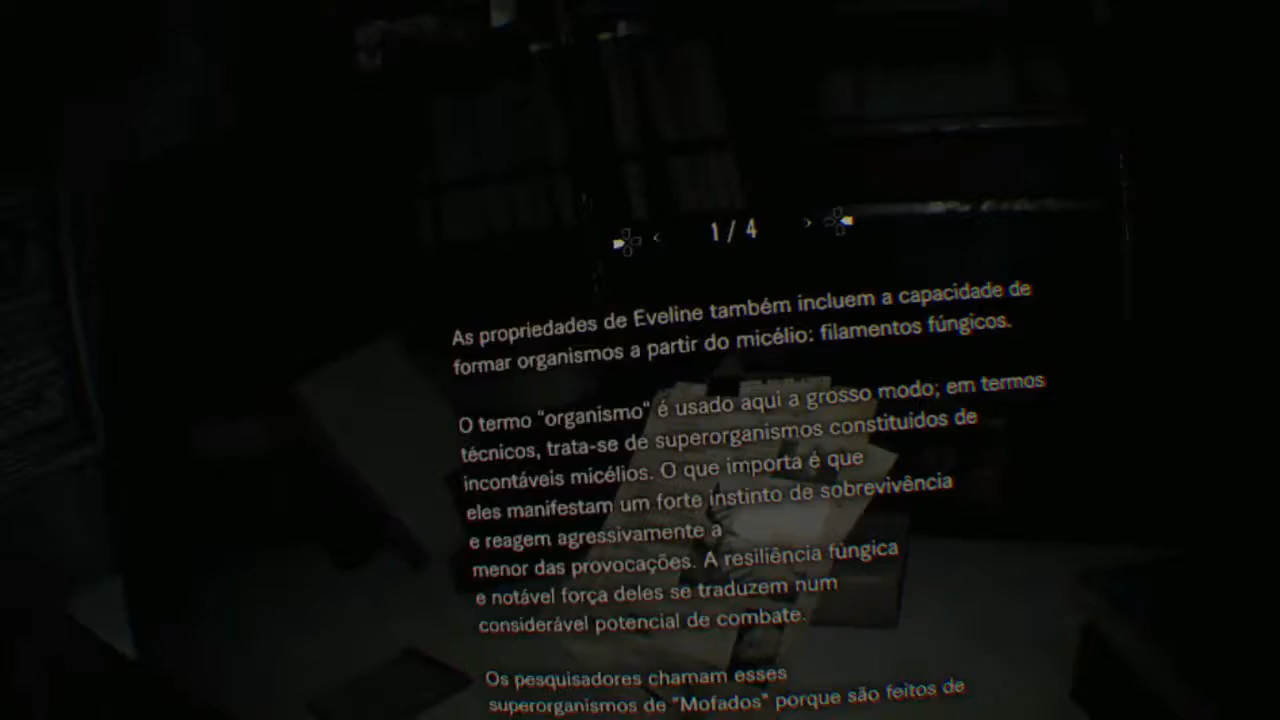 1 / 4
As propriedades de Eveline também incluem a capacidade de
formar organismos a partir do micélio: filamentos fúngicos.
O termo "organismo" é usado aqui a grosso modo; em termos
técnicos, trata-se de superorganismos constituídos de
incontáveis micélios. O que importa é que
eles manifestam um forte instinto de sobrevivência
e reagem agressivamente a
menor das provocações. A resiliência fúngica
e notável força deles se traduzem num
considerável potencial de combate.
Os pesquisadores chamam esses
superorganismos de "Mofados" porque são feitos de